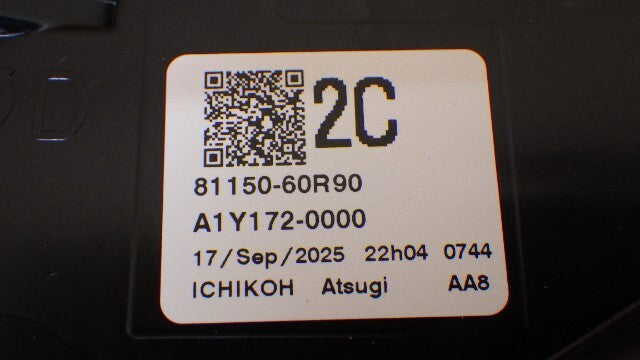 2C
81150-60R90
A1Y172-0000
17/Sep/2025 22h04 0744
ICHIKOH Atsugi AA8